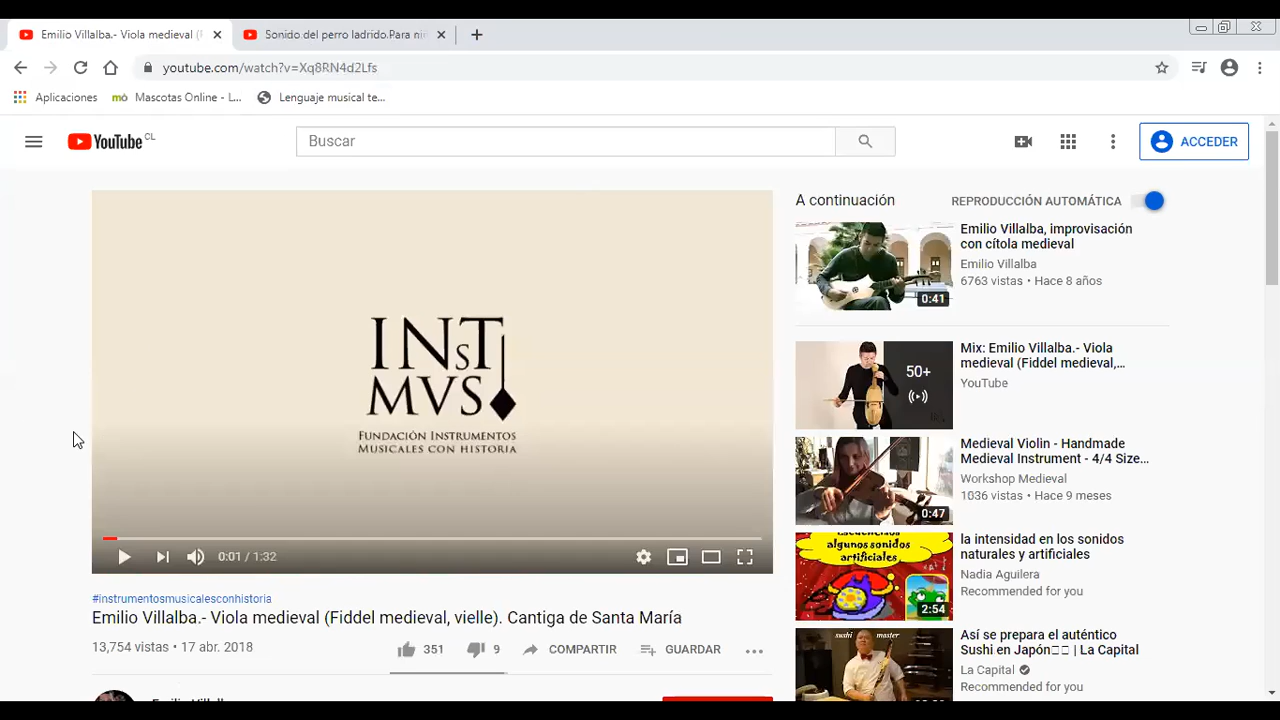 Emilio Villalba.- Viola medieval (F
Sonido del perro ladrido.Para ni
youtube.com/watch?v=Xq8RN4d2Lfs
Aplicaciones
Mascotas Online - L...
Lenguaje musical te...
YouTube CL
Buscar
ACCEDER
INsT
MVS
FUNDACIÓN INSTRUMENTOS
MUSICALES CON HISTORIA
0:01 / 1:32
#instrumentosmusicalesconhistoria
Emilio Villalba.- Viola medieval (Fiddel medieval, vielle). Cantiga de Santa María
13,754 vistas • 17 abr 2018
351
9
COMPARTIR
GUARDAR
A continuación
REPRODUCCIÓN AUTOMÁTICA
Emilio Villalba, improvisación
con cítola medieval
Emilio Villalba
6763 vistas • Hace 8 años
0:41
Mix: Emilio Villalba.- Viola
medieval (Fiddel medieval,...
YouTube
50+
Medieval Violin - Handmade
Medieval Instrument - 4/4 Size...
Workshop Medieval
1036 vistas • Hace 9 meses
0:47
algunos sonidos
artificiales
2:54
la intensidad en los sonidos
naturales y artificiales
Nadia Aguilera
Recommended for you
sushi master
Así se prepara el auténtico
Sushi en Japón□□ | La Capital
La Capital
Recommended for you